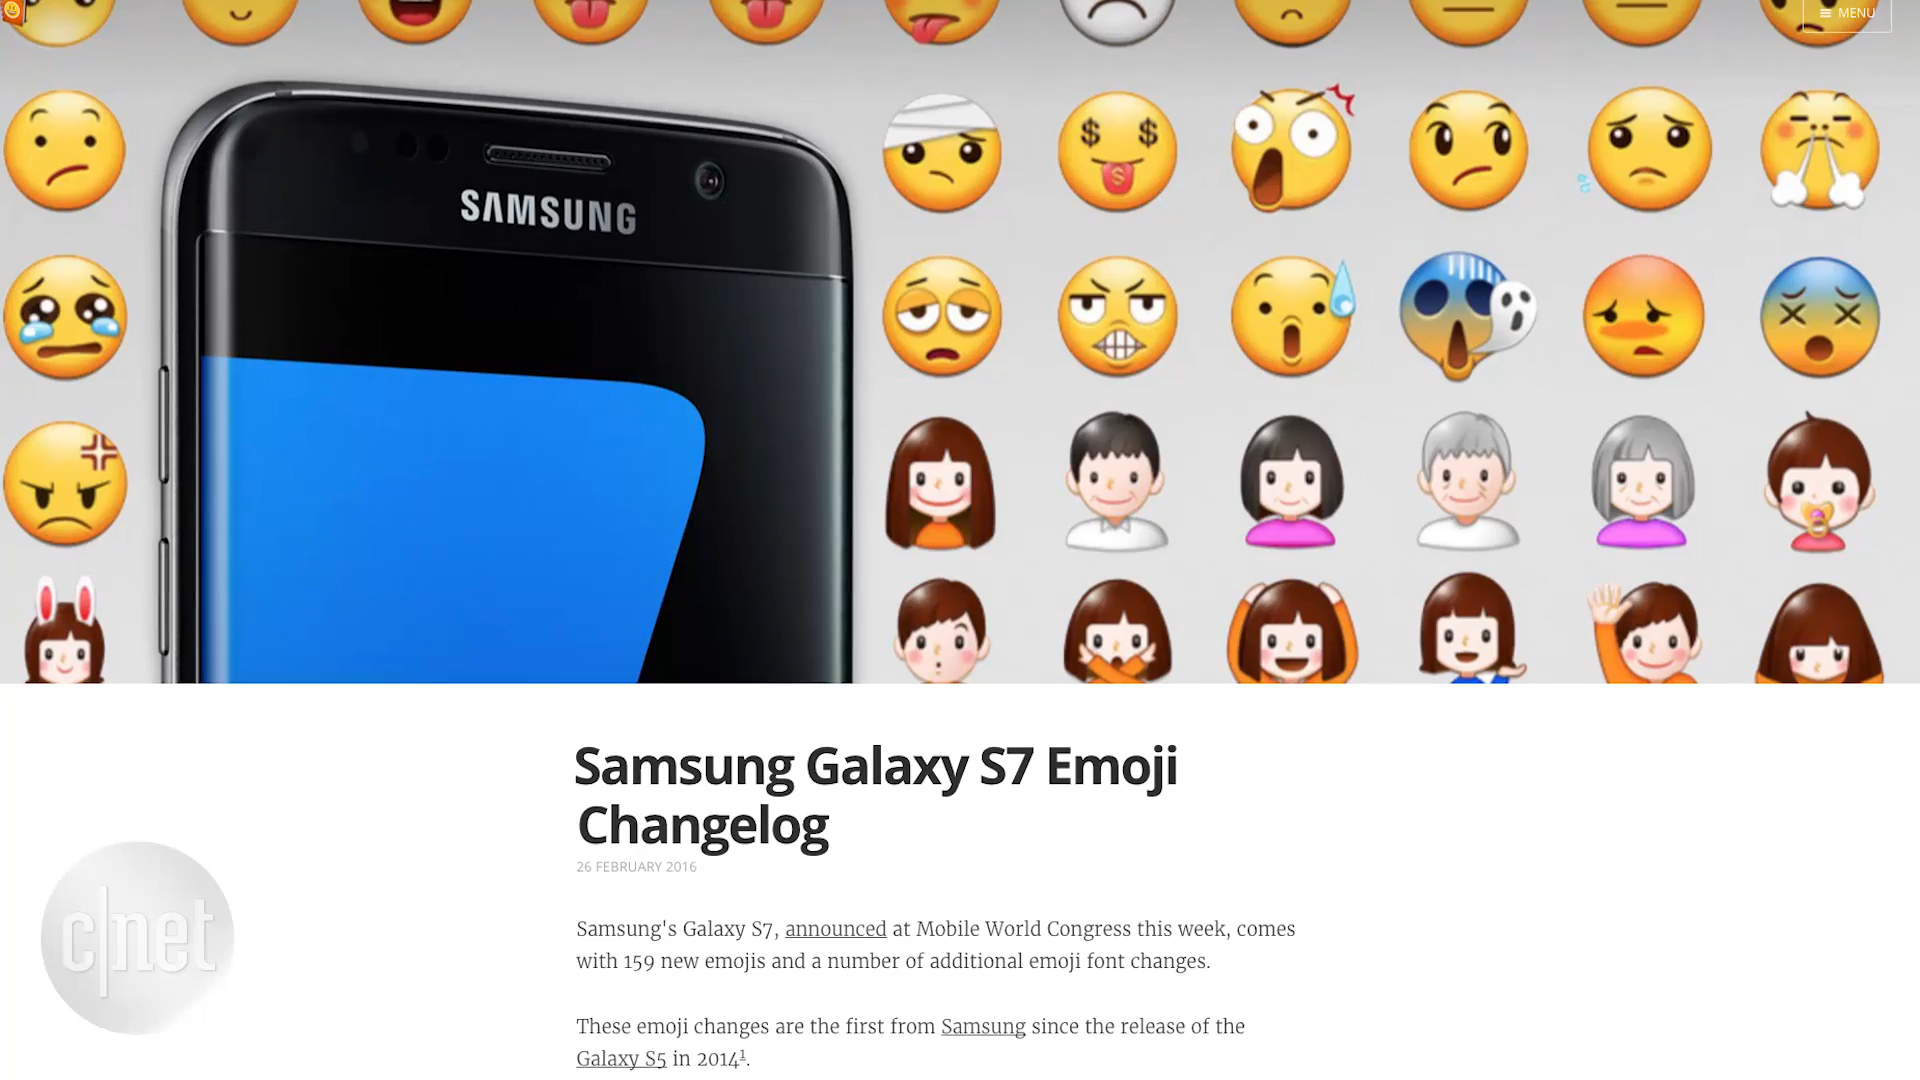 MENU
SAMSUNG
$ $
$
Samsung Galaxy S7 Emoji
Changelog
26 FEBRUARY 2016
c|net
Samsung's Galaxy S7, announced at Mobile World Congress this week, comes
with 159 new emojis and a number of additional emoji font changes.
These emoji changes are the first from Samsung since the release of the
Galaxy S5 in 2014¹.